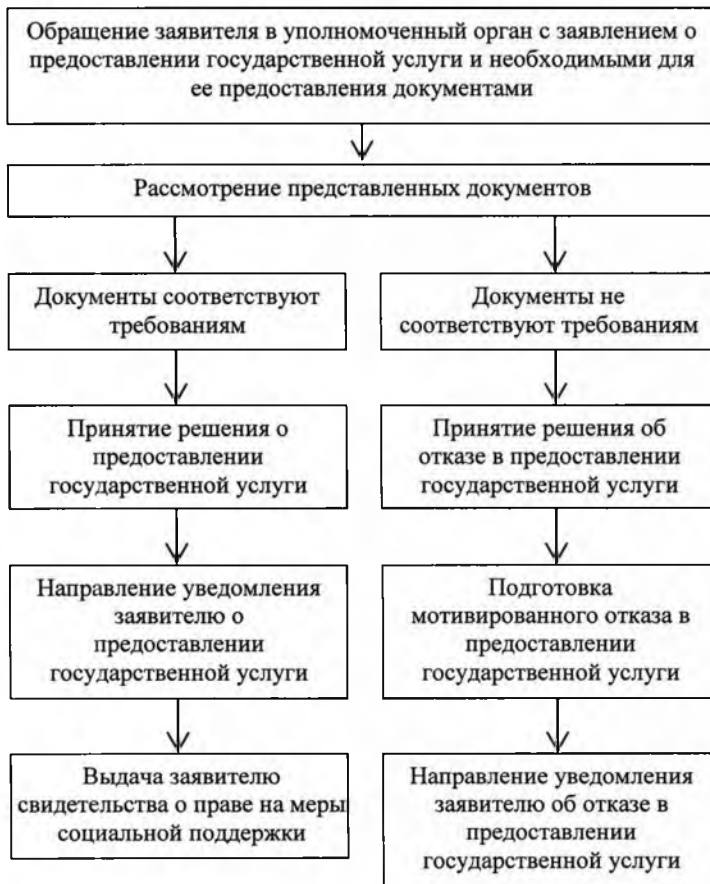 Обращение заявителя в уполномоченный орган с заявлением о
предоставлении государственной услуги и необходимыми для
ее предоставления документами
Рассмотрение представленных документов
Документы соответствуют
требованиям
Документы не
соответствуют требованиям
Принятие решения о
предоставлении
государственной услуги
Принятие решения об
отказе в предоставлении
государственной услуги
Направление уведомления
заявителю о
предоставлении
государственной услуги
Подготовка
мотивированного отказа в
предоставлении
государственной услуги
Выдача заявителю
свидетельства о праве на меры
социальной поддержки
Направление уведомления
заявителю об отказе в
предоставлении
государственной услуги